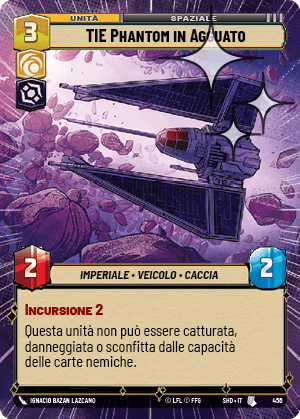 UNITÀ
SPAZIALE
3
TIE PHANTOM IN AGGUATO
2
2
IMPERIALE • VEICOLO • CACCIA
INCURSIONE 2
Questa unità non può essere catturata,
danneggiata o sconfitta dalle capacità
delle carte nemiche.
IGNACIO BAZAN LAZCANO
© LFL © FFG
SHD • IT
456